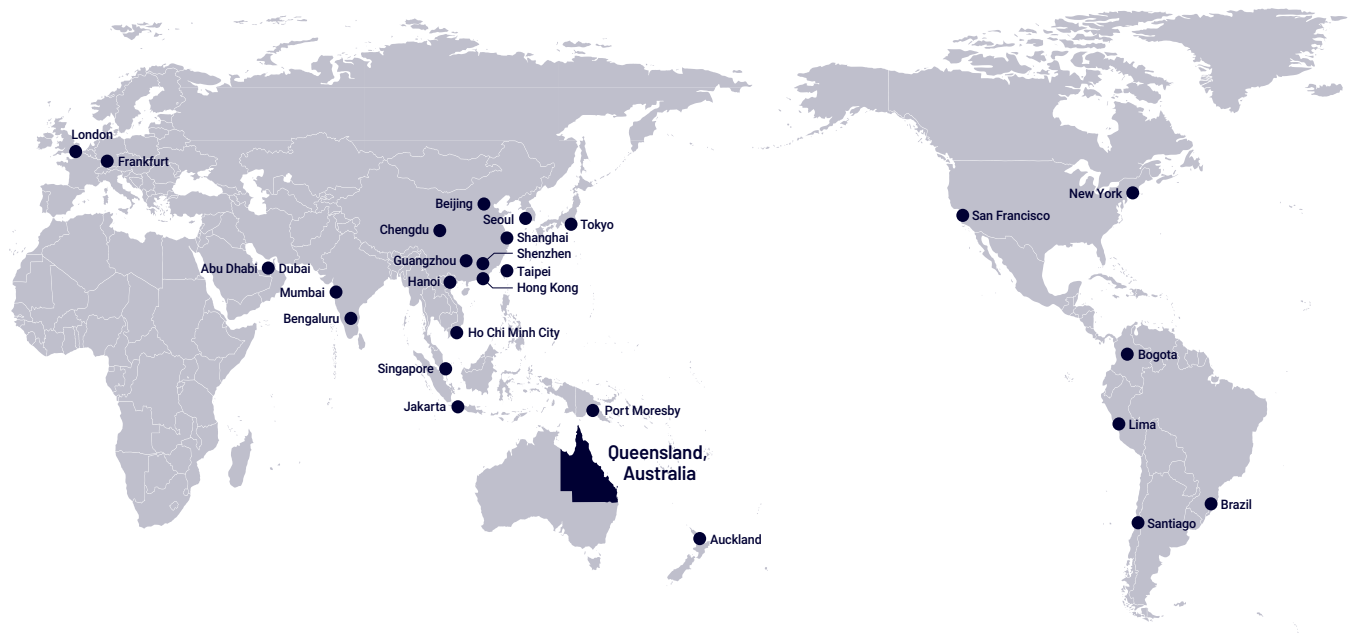 London
Frankfurt
Beijing
Seoul
Tokyo
Chengdu
Shanghai
Shenzhen
Guangzhou
Abu Dhabi
Dubai
Taipei
Hanoi
Hong Kong
Mumbai
Bengaluru
Ho Chi Minh City
Singapore
Jakarta
Port Moresby
Queensland,
Australia
Auckland
New York
San Francisco
Bogota
Lima
Brazil
Santiago